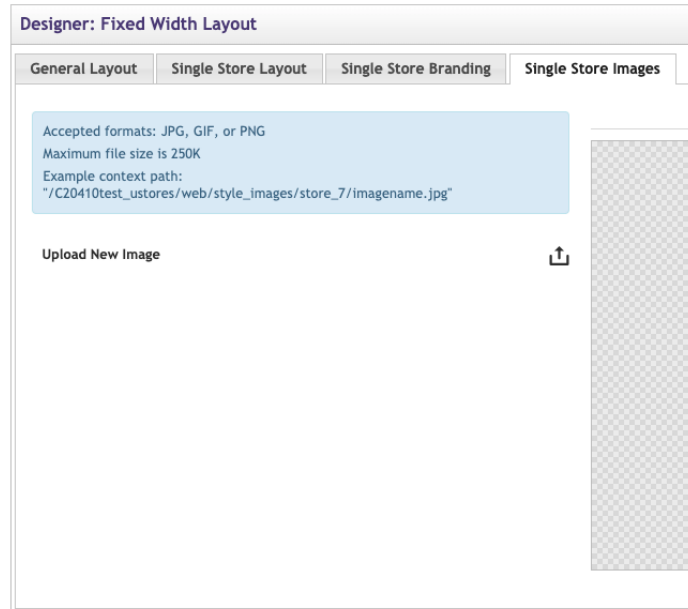 Designer: Fixed Width Layout
General Layout
Single Store Layout
Single Store Branding
Single Store Images
Accepted formats: JPG, GIF, or PNG
Maximum file size is 250K
Example context path:
"/C20410test_ustores/web/style_images/store_7/imagename.jpg"
Upload New Image